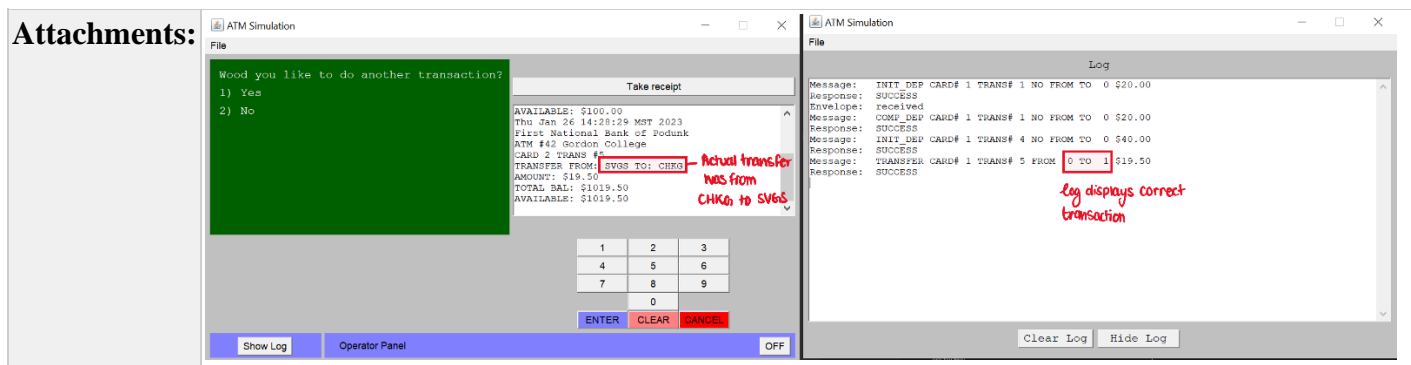 Attachments:
ATM Simulation
File
Wood you like to do another transaction?
1) Yes
2) No
Take receipt
AVAILABLE: $100.00
Thu Jan 26 14:28:29 MST 2023
First National Bank of Podunk
ATM #42 Gordon College
CARD 2 TRANS #5
TRANSFER FROM: SVGS TO: CHKG
AMOUNT: $19.50
TOTAL BAL: $1019.50
AVAILABLE: $1019.50
Actual transfer
was from
CHKG to SVGS
1 2 3
4 5 6
7 8 9
0
ENTER CLEAR CANCEL
Show Log Operator Panel OFF
ATM Simulation
File
Log
Message: INIT_DEP CARD# 1 TRANS# 1 NO FROM TO 0 $20.00
Response: SUCCESS
Envelope: received
Message: COMP_DEP CARD# 1 TRANS# 1 NO FROM TO 0 $20.00
Response: SUCCESS
Message: INIT_DEP CARD# 1 TRANS# 4 NO FROM TO 0 $40.00
Response: SUCCESS
Message: TRANSFER CARD# 1 TRANS# 5 FROM 0 TO 1 $19.50
Response: SUCCESS
log displays correct
transaction
Clear Log Hide Log